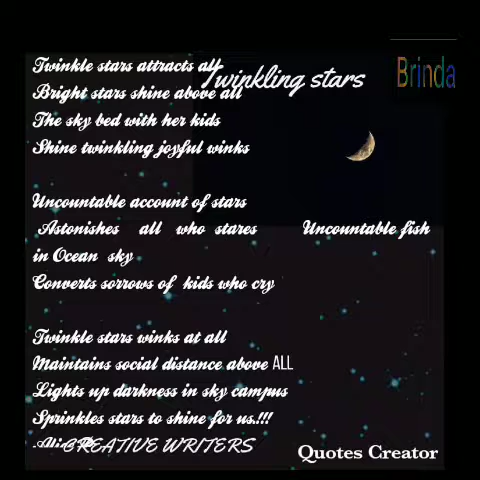 Brinda
Twinkling stars
Twinkle stars attracts all
Bright stars shine above all
The sky bed with her kids
Shine twinkling joyful winks
Uncountable account of stars
Astonishes all who stares Uncountable fish
in Ocean sky
Converts sorrows of kids who cry
Twinkle stars winks at all
Maintains social distance above ALL
Lights up darkness in sky campus
Sprinkles stars to shine for us.!!!
CREATIVE WRITERS
Quotes Creator